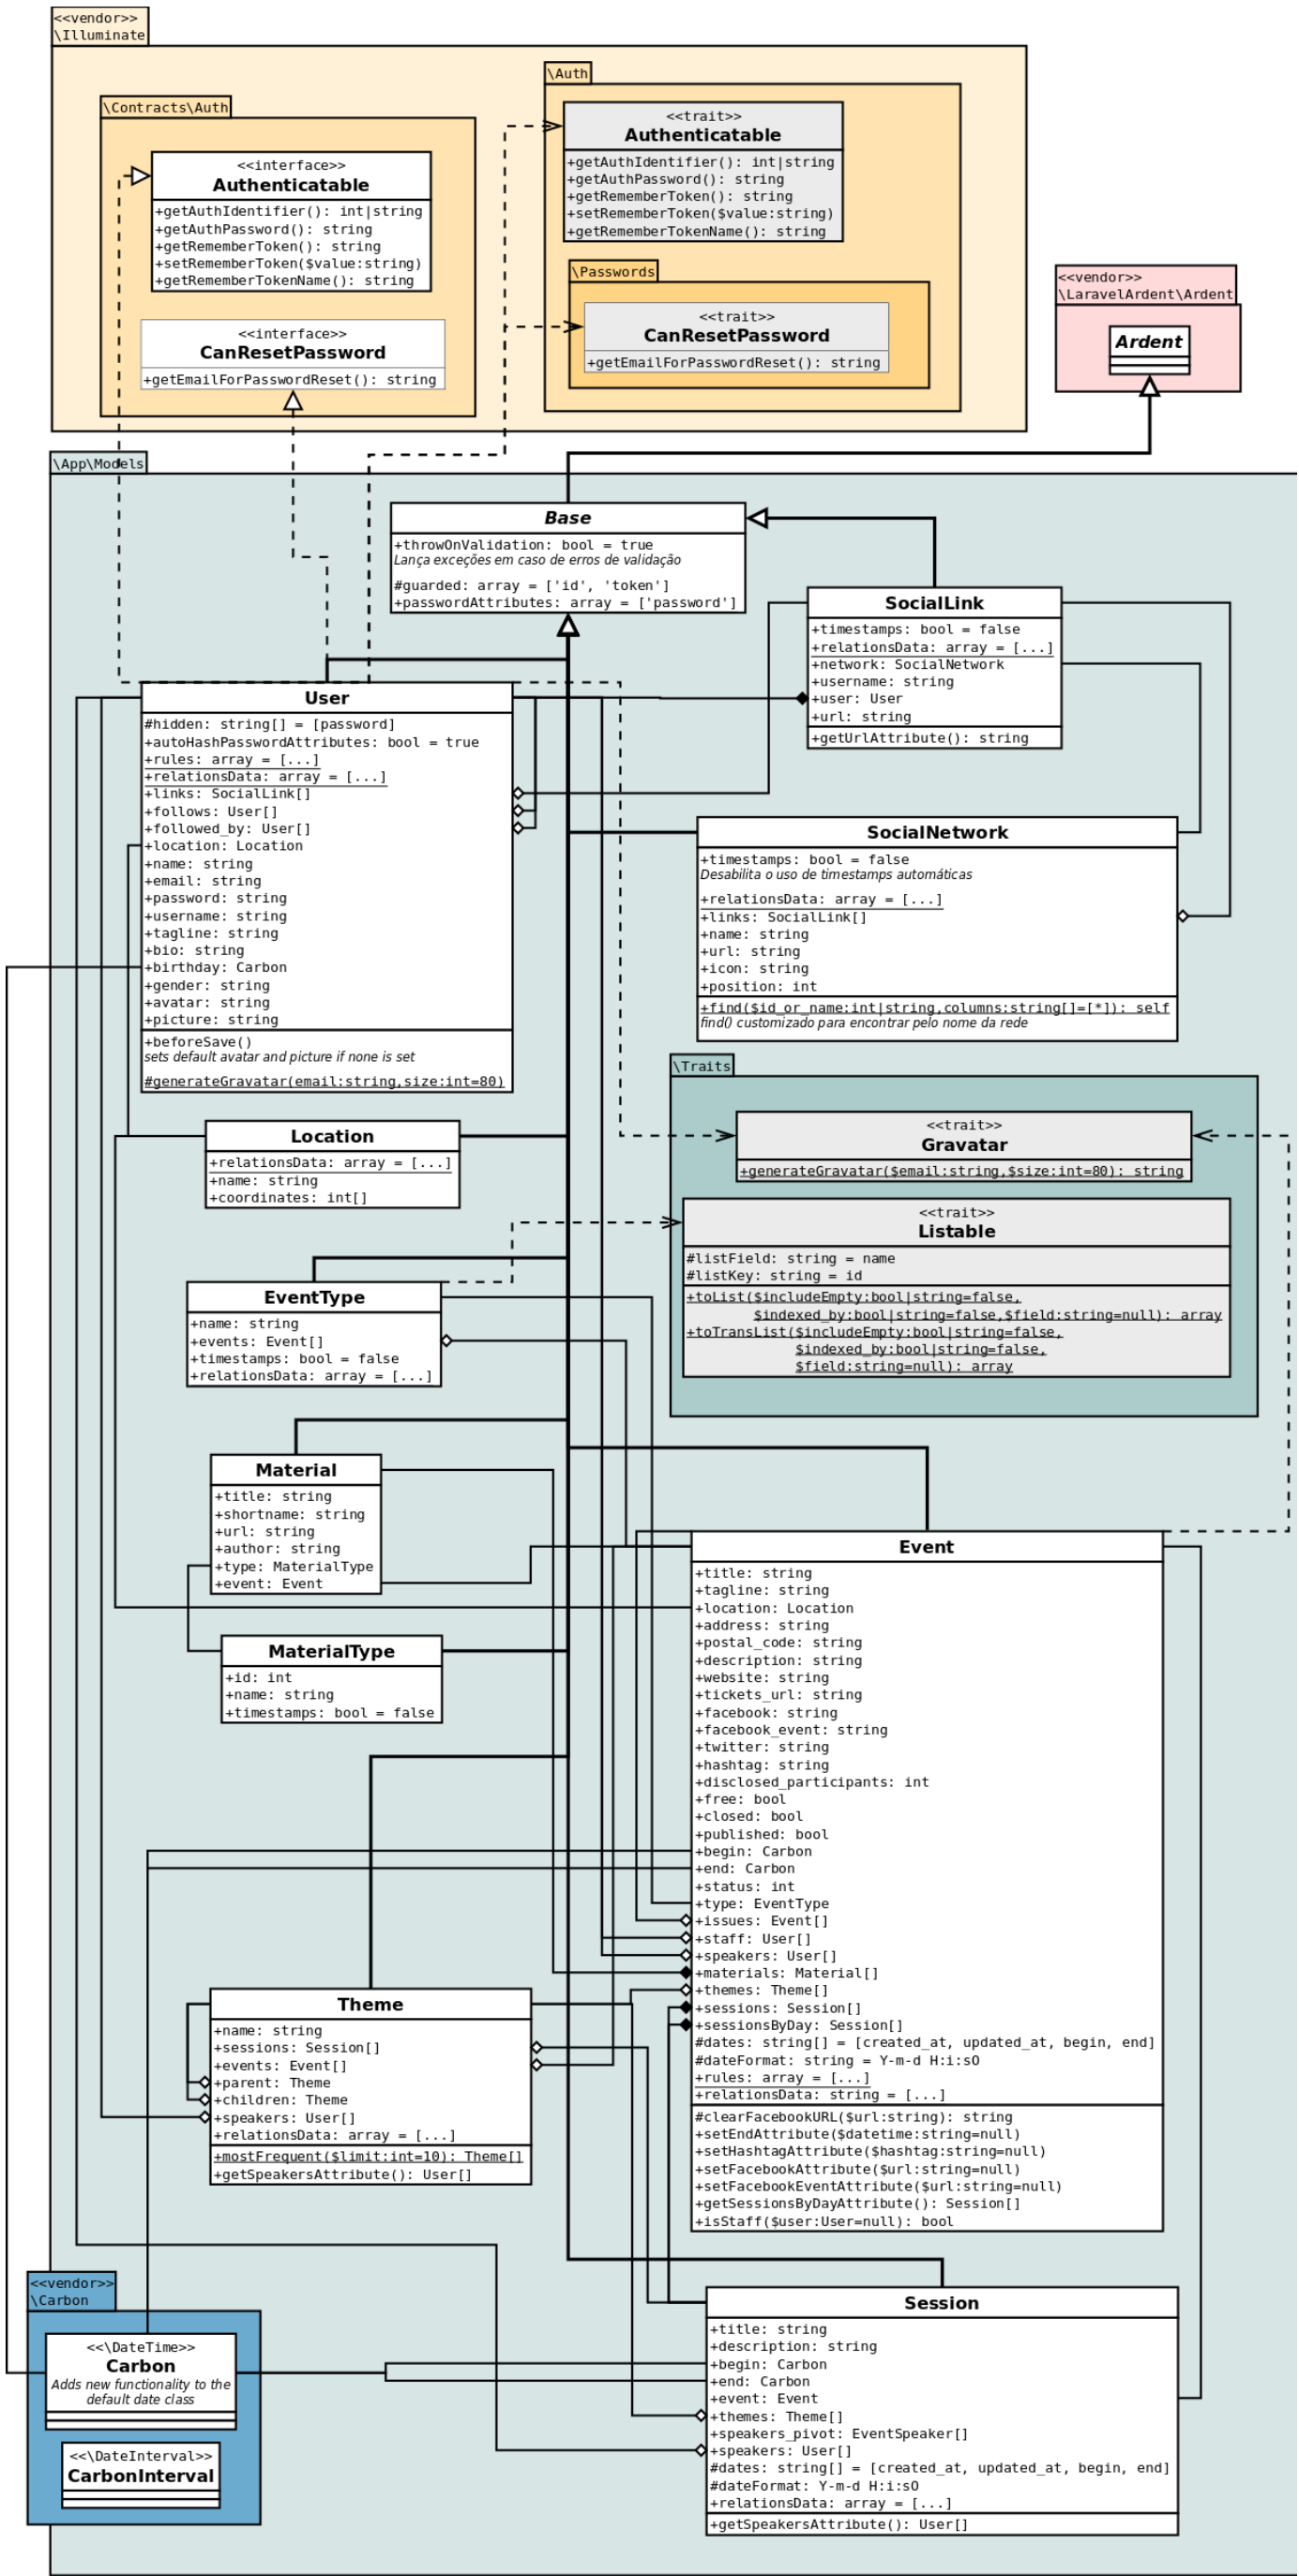 <<vendor>>
\Illuminate
\Contracts\Auth
<<interface>>
Authenticatable
+getAuthIdentifier(): int|string
+getAuthPassword(): string
+getRememberToken(): string
+setRememberToken($value:string)
+getRememberTokenName(): string
<<interface>>
CanResetPassword
+getEmailForPasswordReset(): string
\Auth
<<trait>>
Authenticatable
+getAuthIdentifier(): int|string
+getAuthPassword(): string
+getRememberToken(): string
+setRememberToken($value:string)
+getRememberTokenName(): string
\Passwords
<<trait>>
CanResetPassword
+getEmailForPasswordReset(): string
<<vendor>>
\LaravelArdent\Ardent
Ardent
\App\Models
Base
+throwOnValidation: bool = true
Lança exceções em caso de erros de validação
#guarded: array = ['id', 'token']
+passwordAttributes: array = ['password']
SocialLink
+timestamps: bool = false
+relationsData: array = [...]
+network: SocialNetwork
+username: string
+user: User
+url: string
+getUrlAttribute(): string
User
#hidden: string[] = [password]
+autoHashPasswordAttributes: bool = true
+rules: array = [...]
+relationsData: array = [...]
+links: SocialLink[]
+follows: User[]
+followed_by: User[]
+location: Location
+name: string
+email: string
+password: string
+username: string
+tagline: string
+bio: string
+birthday: Carbon
+gender: string
+avatar: string
+picture: string
+beforeSave()
sets default avatar and picture if none is set
#generateGravatar(email:string,size:int=80)
SocialNetwork
+timestamps: bool = false
Desabilita o uso de timestamps automáticas
+relationsData: array = [...]
+links: SocialLink[]
+name: string
+url: string
+icon: string
+position: int
+find($id_or_name:int|string,columns:string[]=[*]): self
find() customizado para encontrar pelo nome da rede
\Traits
<<trait>>
Gravatar
+generateGravatar($email:string,$size:int=80): string
<<trait>>
Listable
#listField: string = name
#listKey: string = id
+toList($includeEmpty:bool|string=false,
$indexed_by:bool|string=false,$field:string=null): array
+toTransList($includeEmpty:bool|string=false,
$indexed_by:bool|string=false,
$field:string=null): array
Location
+relationsData: array = [...]
+name: string
+coordinates: int[]
EventType
+name: string
+events: Event[]
+timestamps: bool = false
+relationsData: array = [...]
Material
+title: string
+shortname: string
+url: string
+author: string
+type: MaterialType
+event: Event
MaterialType
+id: int
+name: string
+timestamps: bool = false
Event
+title: string
+tagline: string
+location: Location
+address: string
+postal_code: string
+description: string
+website: string
+tickets_url: string
+facebook: string
+facebook_event: string
+twitter: string
+hashtag: string
+disclosed_participants: int
+free: bool
+closed: bool
+published: bool
+begin: Carbon
+end: Carbon
+status: int
+type: EventType
+issues: Event[]
+staff: User[]
+speakers: User[]
+materials: Material[]
+themes: Theme[]
+sessions: Session[]
+sessionsByDay: Session[]
#dates: string[] = [created_at, updated_at, begin, end]
#dateFormat: string = Y-m-d H:i:sO
+rules: array = [...]
+relationsData: string = [...]
#clearFacebookURL($url:string): string
+setEndAttribute($datetime:string=null)
+setHashtagAttribute($hashtag:string=null)
+setFacebookAttribute($url:string=null)
+setFacebookEventAttribute($url:string=null)
+getSessionsByDayAttribute(): Session[]
+isStaff($user:User=null): bool
Theme
+name: string
+sessions: Session[]
+events: Event[]
+parent: Theme
+children: Theme
+speakers: User[]
+relationsData: array = [...]
+mostFrequent($limit:int=10): Theme[]
+getSpeakersAttribute(): User[]
<<vendor>>
\Carbon
<<\DateTime>>
Carbon
Adds new functionality to the
default date class
<<\DateInterval>>
CarbonInterval
Session
+title: string
+description: string
+begin: Carbon
+end: Carbon
+event: Event
+themes: Theme[]
+speakers_pivot: EventSpeaker[]
+speakers: User[]
#dates: string[] = [created_at, updated_at, begin, end]
#dateFormat: Y-m-d H:i:sO
+relationsData: array = [...]
+getSpeakersAttribute(): User[]